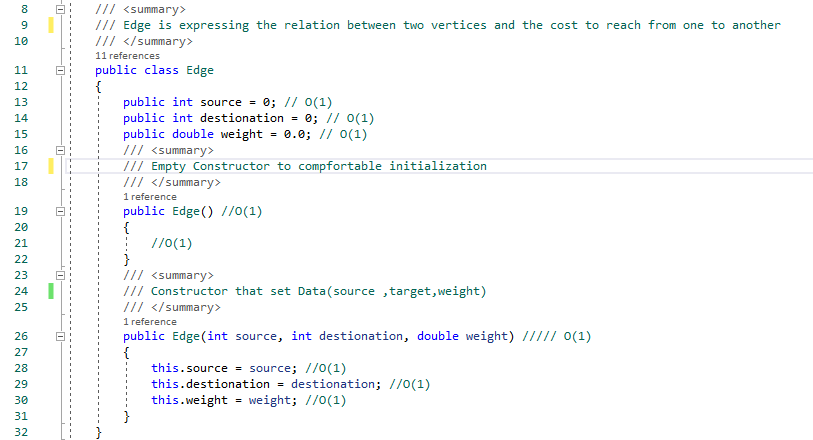 8 /// <summary>
9 /// Edge is expressing the relation between two vertices and the cost to reach from one to another
10 /// </summary>
11 references
11 public class Edge
12 {
13 public int source = 0; // O(1)
14 public int destionation = 0; // O(1)
15 public double weight = 0.0; // O(1)
16 /// <summary>
17 /// Empty Constructor to compfortable initialization
18 /// </summary>
1 reference
19 public Edge() //O(1)
20 {
21 //O(1)
22 }
23 /// <summary>
24 /// Constructor that set Data(source ,target,weight)
25 /// </summary>
1 reference
26 public Edge(int source, int destionation, double weight) ///// O(1)
27 {
28 this.source = source; //O(1)
29 this.destionation = destionation; //O(1)
30 this.weight = weight; //O(1)
31 }
32 }